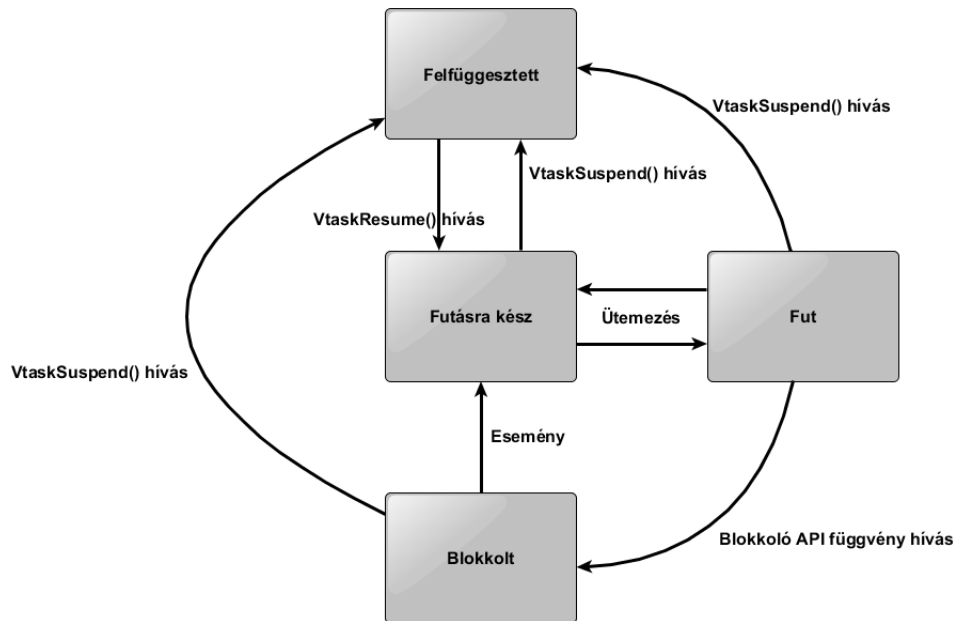 Felfüggesztett
VtaskSuspend() hívás
VtaskSuspend() hívás
VtaskResume() hívás
Futásra kész
Ütemezés
Fut
VtaskSuspend() hívás
Esemény
Blokkoló API függvény hívás
Blokkolt